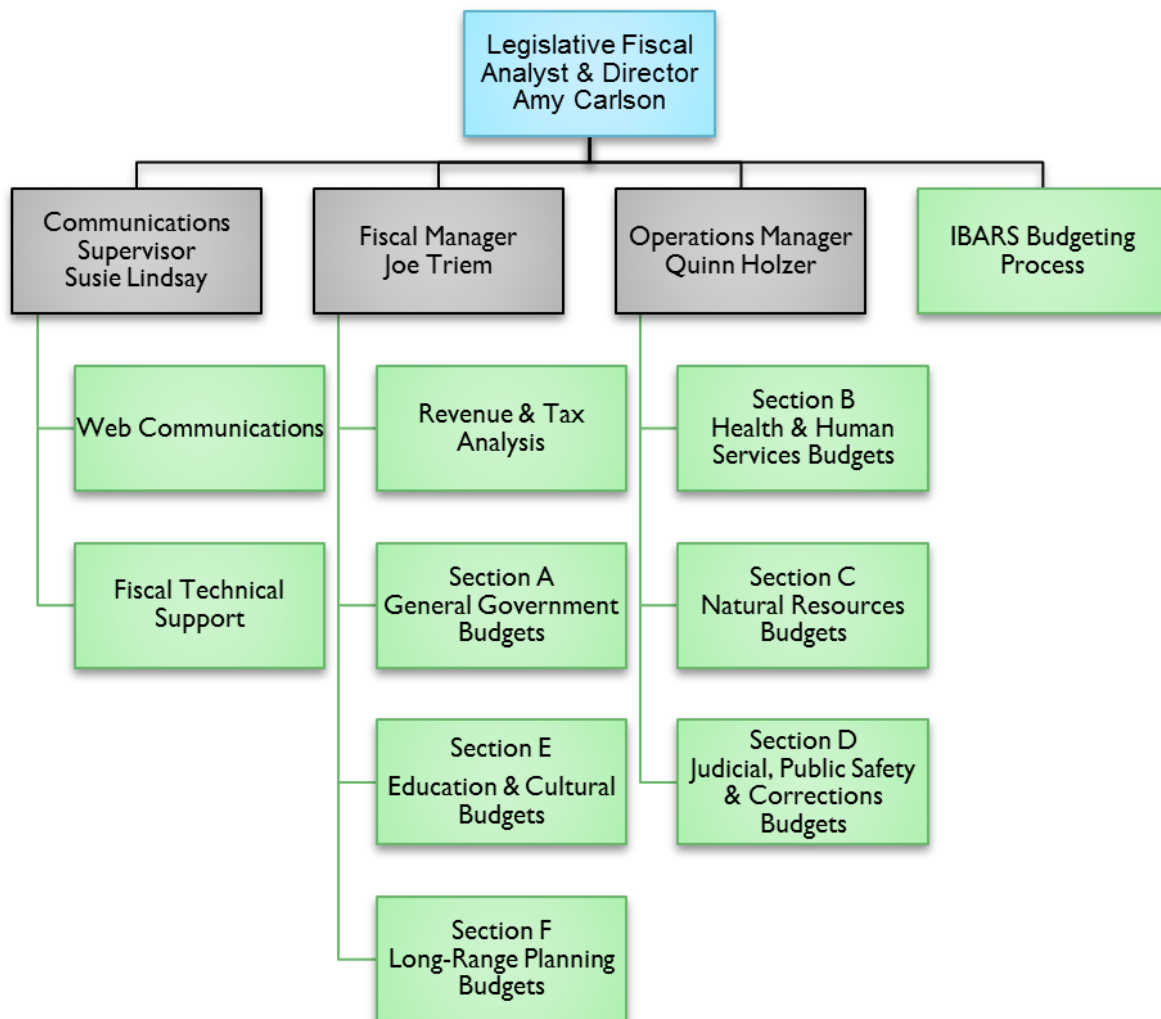 Legislative Fiscal
Analyst & Director
Amy Carlson
Communications
Supervisor
Susie Lindsay
Fiscal Manager
Joe Triem
Operations Manager
Quinn Holzer
IBARS Budgeting
Process
Web Communications
Revenue & Tax
Analysis
Section B
Health & Human
Services Budgets
Fiscal Technical
Support
Section A
General Government
Budgets
Section C
Natural Resources
Budgets
Section E
Education & Cultural
Budgets
Section D
Judicial, Public Safety
& Corrections
Budgets
Section F
Long-Range Planning
Budgets